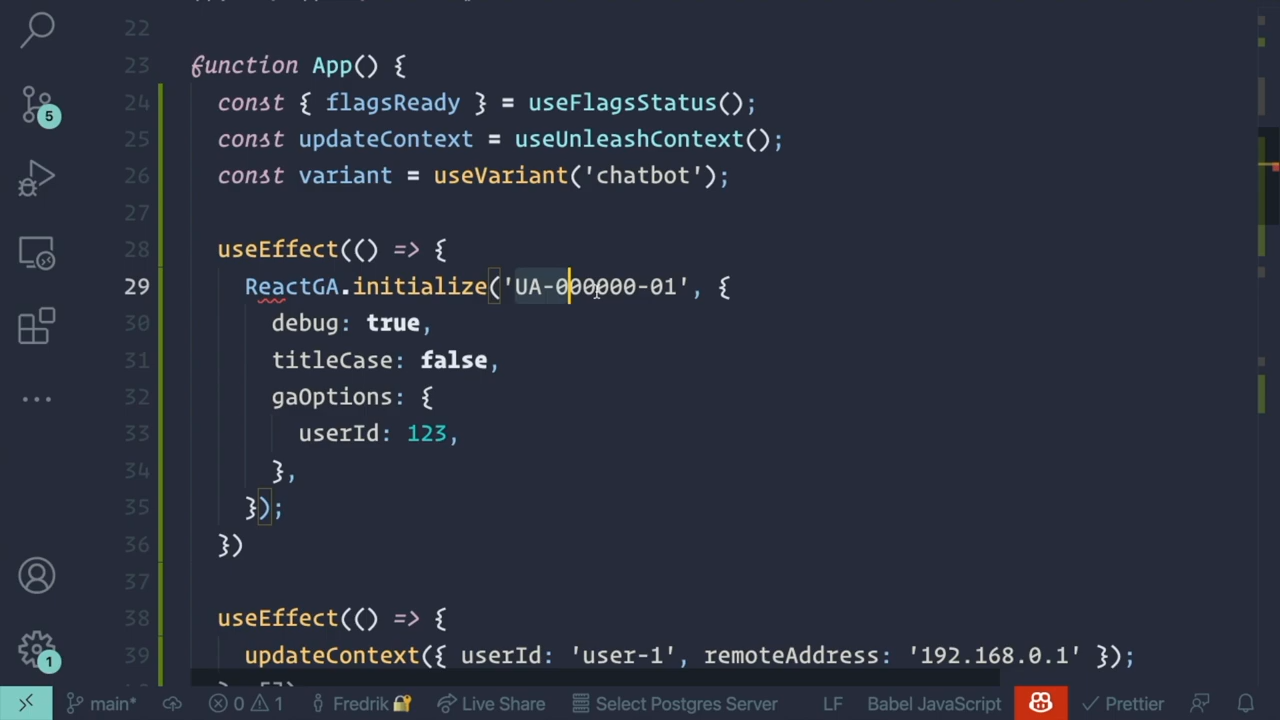 22
23 function App() {
24 const { flagsReady } = useFlagsStatus();
25 const updateContext = useUnleashContext();
26 const variant = useVariant('chatbot');
27
28 useEffect(() => {
29 ReactGA.initialize('UA-000000-01', {
30 debug: true,
31 titleCase: false,
32 gaOptions: {
33 userId: 123,
34 },
35 });
36 })
37
38 useEffect(() => {
39 updateContext({ userId: 'user-1', remoteAddress: '192.168.0.1' });
5
1
main* 0 1 Fredrik Live Share Select Postgres Server LF Babel JavaScript Prettier